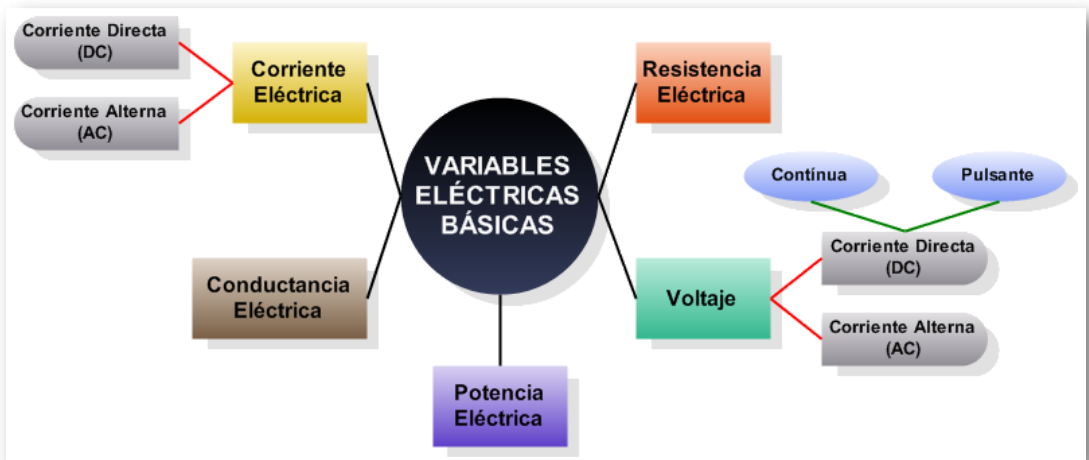 Corriente Directa
(DC)
Corriente Alterna
(AC)
Corriente
Eléctrica
VARIABLES
ELÉCTRICAS
BÁSICAS
Resistencia
Eléctrica
Contínua
Pulsante
Corriente Directa
(DC)
Voltaje
Corriente Alterna
(AC)
Conductancia
Eléctrica
Potencia
Eléctrica